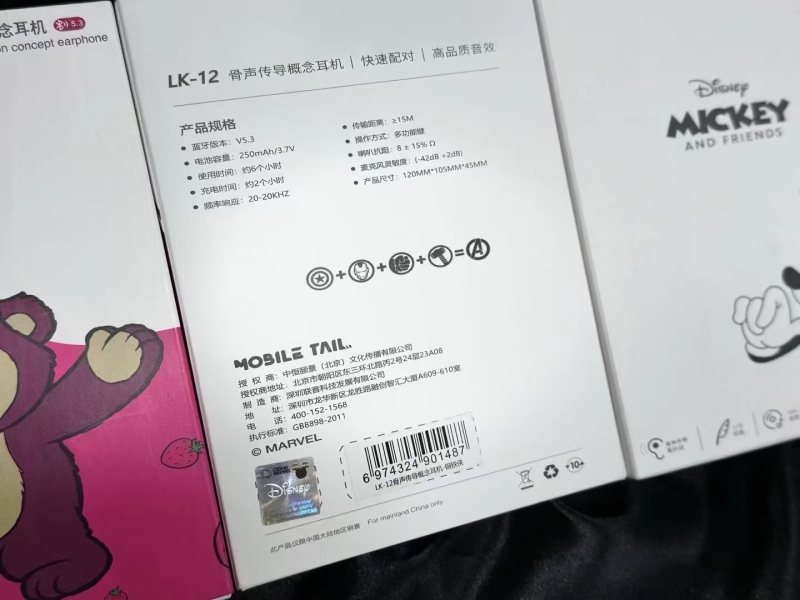 念耳机 5.3
n concept earphone
LK-12 骨声传导概念耳机 | 快速配对 | 高品质音效
产品规格
● 蓝牙版本：V5.3
● 电池容量：250mAh/3.7V
● 使用时间：约6个小时
● 充电时间：约2个小时
● 频率响应：20-20KHZ
● 传输距离：≥15M
● 操作方式：多功能键
● 喇叭抗阻：8 ± 15% Ω
● 麦克风灵敏度：(-42dB +2dB)
● 产品尺寸：120MM*105MM*45MM
MOBILE TAIL
授权商：中恒颐景（北京）文化传播有限公司
授权商地址：北京市朝阳区东三环北路丙2号24层23A08
制造商：深圳联音科技发展有限公司
地址：深圳市龙华新区龙胜路融创智汇大厦A609-610室
电话：400-152-1568
执行标准：GB8898-2011
© MARVEL
Disney
6 974324 901487
LK-12骨声传导概念耳机-钢铁侠
+10
此产品仅限中国大陆地区销售 For mainland China only
Disney
MICKEY
AND FRIENDS